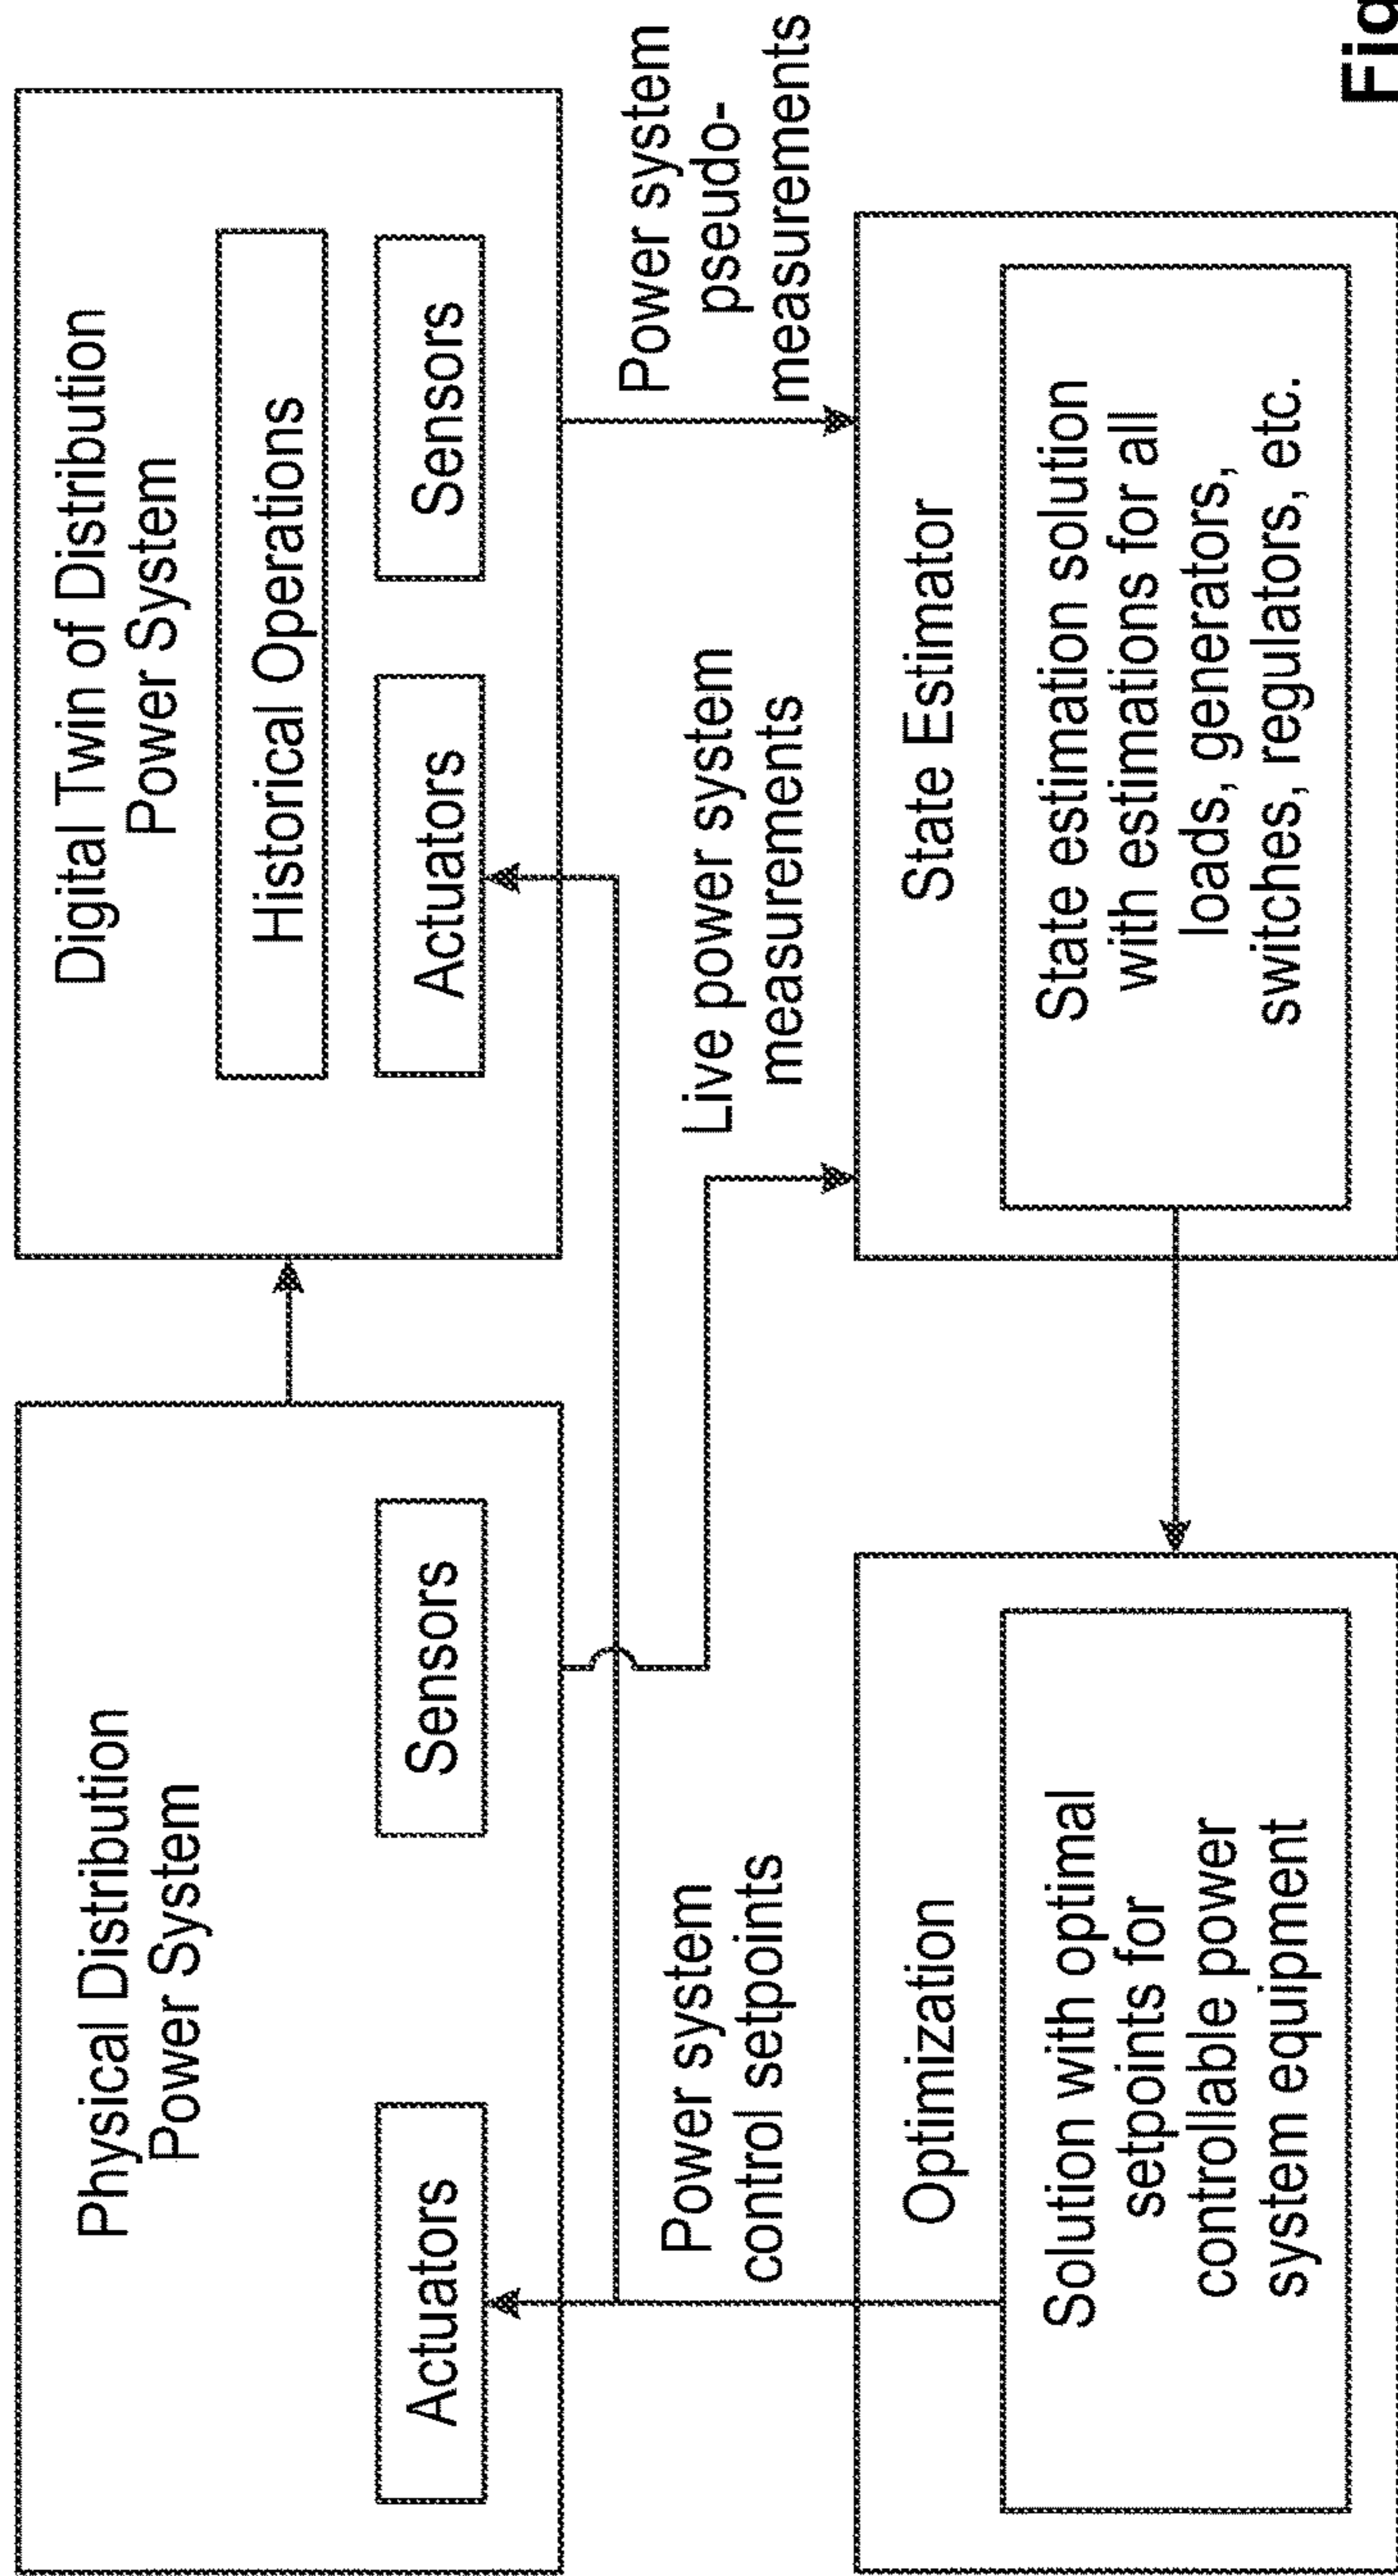 Physical Distribution
Power System
Actuators
Sensors
Digital Twin of Distribution
Power System
Historical Operations
Actuators
Sensors
Power system
control setpoints
Live power system
measurements
Power system
pseudo-
measurements
Optimization
Solution with optimal
setpoints for
controllable power
system equipment
State Estimator
State estimation solution
with estimations for all
loads, generators,
switches, regulators, etc.
Fig